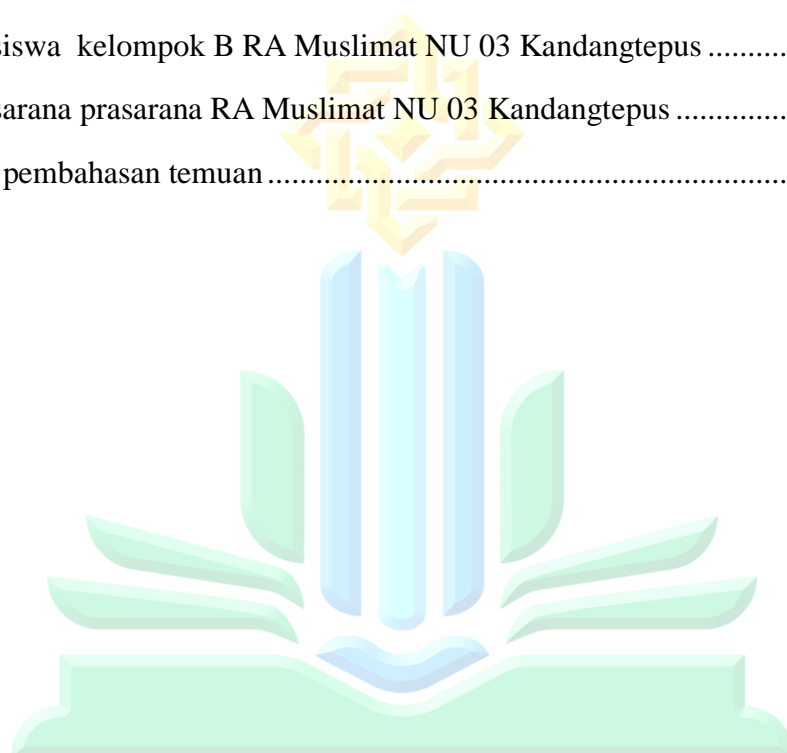 siswa kelompok B RA Muslimat NU 03 Kandangtepus ..........
sarana prasarana RA Muslimat NU 03 Kandangtepus ..............
pembahasan temuan .......................................................................